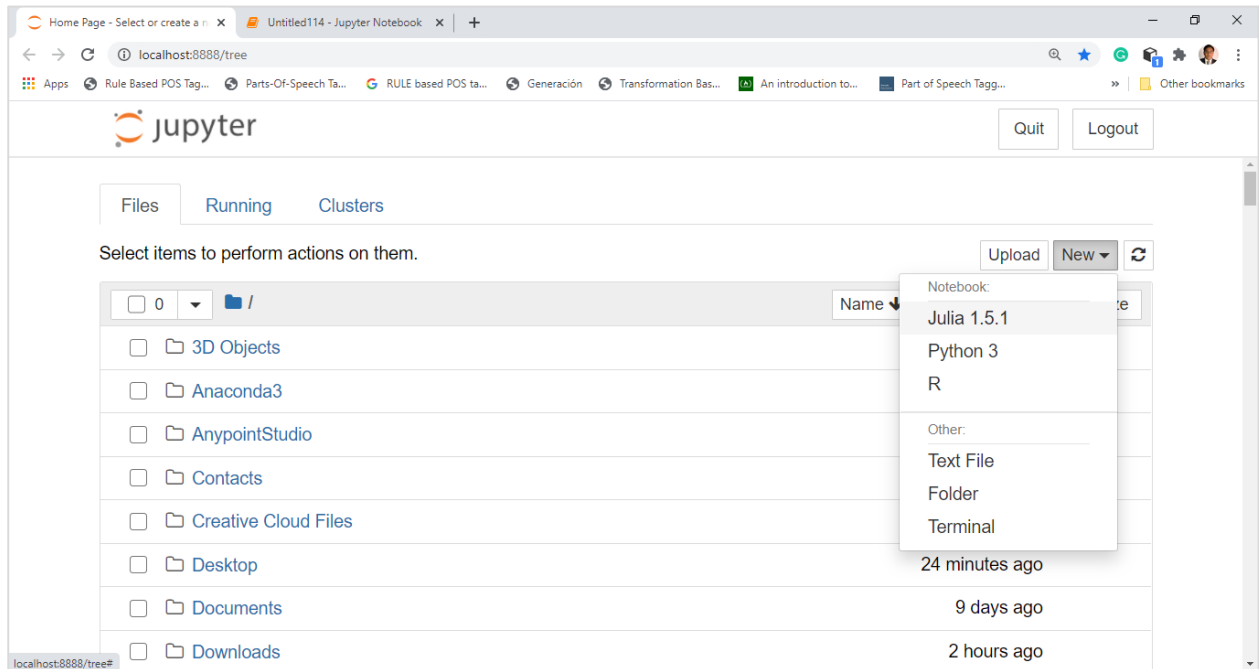 Home Page - Select or create a n
Untitled114 - Jupyter Notebook
localhost:8888/tree
Apps Rule Based POS Tag... Parts-Of-Speech Ta... RULE based POS ta... Generación Transformation Bas... An introduction to... Part of Speech Tagg... » Other bookmarks
jupyter Quit Logout
Files Running Clusters
Select items to perform actions on them. Upload New
Notebook:
0 / Name ze
Julia 1.5.1
3D Objects
Python 3
R
Anaconda3
Other:
AnypointStudio
Text File
Contacts
Folder
Creative Cloud Files
Terminal
Desktop 24 minutes ago
Documents 9 days ago
Downloads 2 hours ago
localhost:8888/tree#